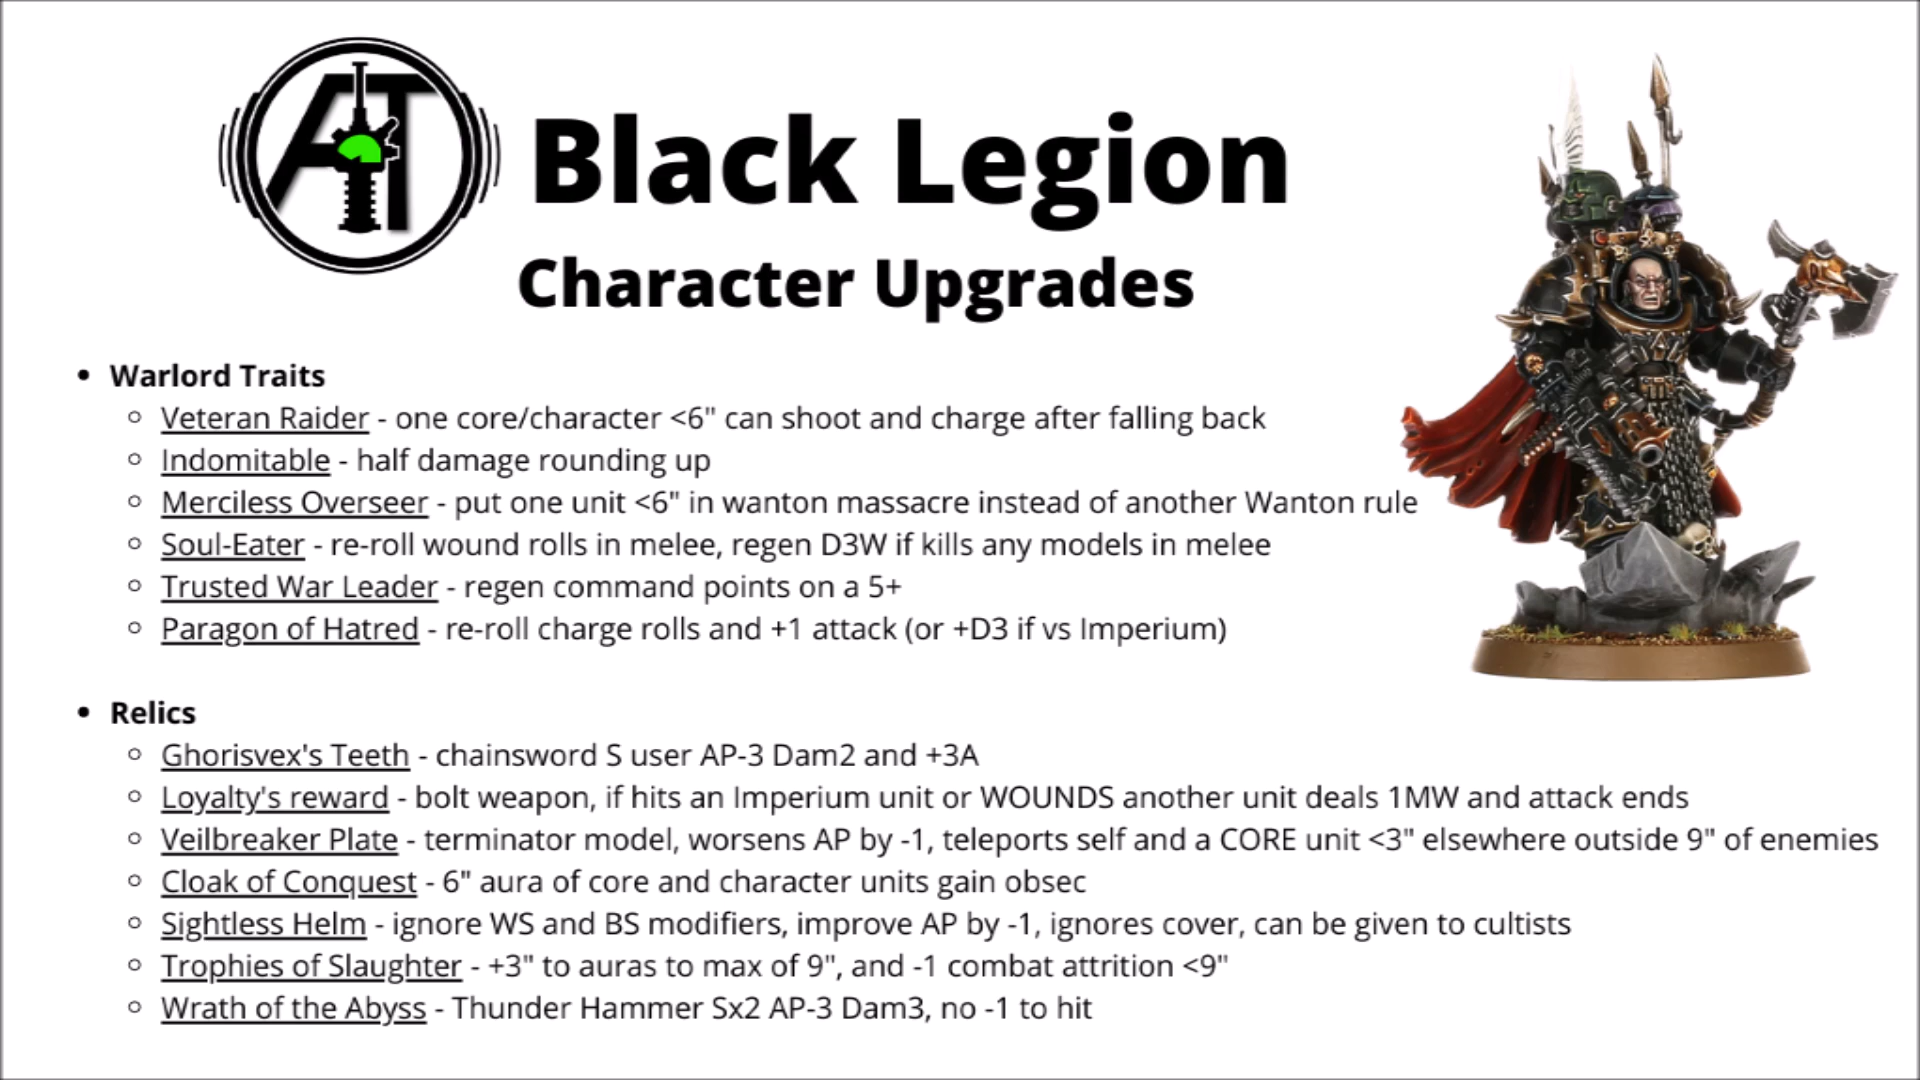 AT
Black Legion
Character Upgrades
• Warlord Traits
○ Veteran Raider - one core/character <6" can shoot and charge after falling back
○ Indomitable - half damage rounding up
○ Merciless Overseer - put one unit <6" in wanton massacre instead of another Wanton rule
○ Soul-Eater - re-roll wound rolls in melee, regen D3W if kills any models in melee
○ Trusted War Leader - regen command points on a 5+
○ Paragon of Hatred - re-roll charge rolls and +1 attack (or +D3 if vs Imperium)
• Relics
○ Ghorisvex's Teeth - chainsword S user AP-3 Dam2 and +3A
○ Loyalty's reward - bolt weapon, if hits an Imperium unit or WOUNDS another unit deals 1MW and attack ends
○ Veilbreaker Plate - terminator model, worsens AP by -1, teleports self and a CORE unit <3" elsewhere outside 9" of enemies
○ Cloak of Conquest - 6" aura of core and character units gain obsec
○ Sightless Helm - ignore WS and BS modifiers, improve AP by -1, ignores cover, can be given to cultists
○ Trophies of Slaughter - +3" to auras to max of 9", and -1 combat attrition <9"
○ Wrath of the Abyss - Thunder Hammer Sx2 AP-3 Dam3, no -1 to hit